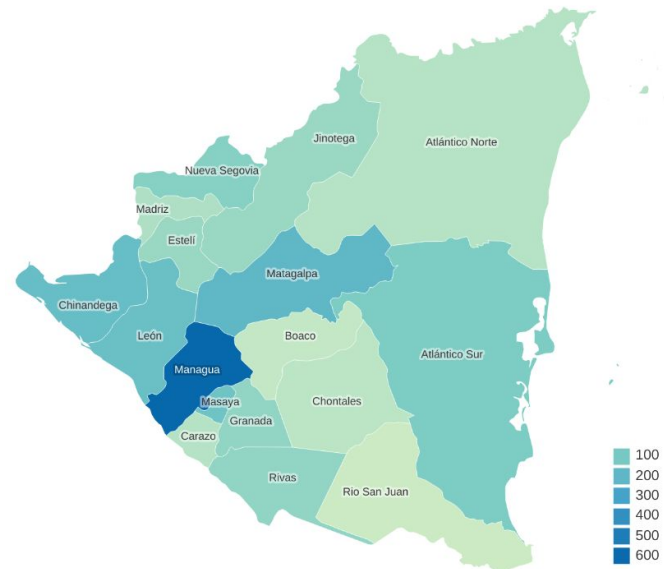 Jinotega
Atlántico Norte
Nueva Segovia
Madriz
Estelí
Matagalpa
Chinandega
León
Boaco
Atlántico Sur
Managua
Masaya
Chontales
Granada
Carazo
Rivas
Rio San Juan
100
200
300
400
500
600